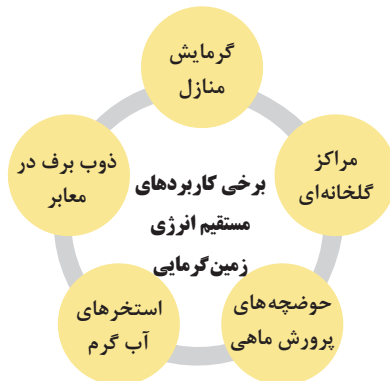 برخی کاربردهای
مستقیم انرژی
زمین‌گرمایی
گرمایش
منازل
مراکز
گلخانه‌ای
حوضچه‌های
پرورش ماهی
استخرهای
آب گرم
ذوب برف در
معابر